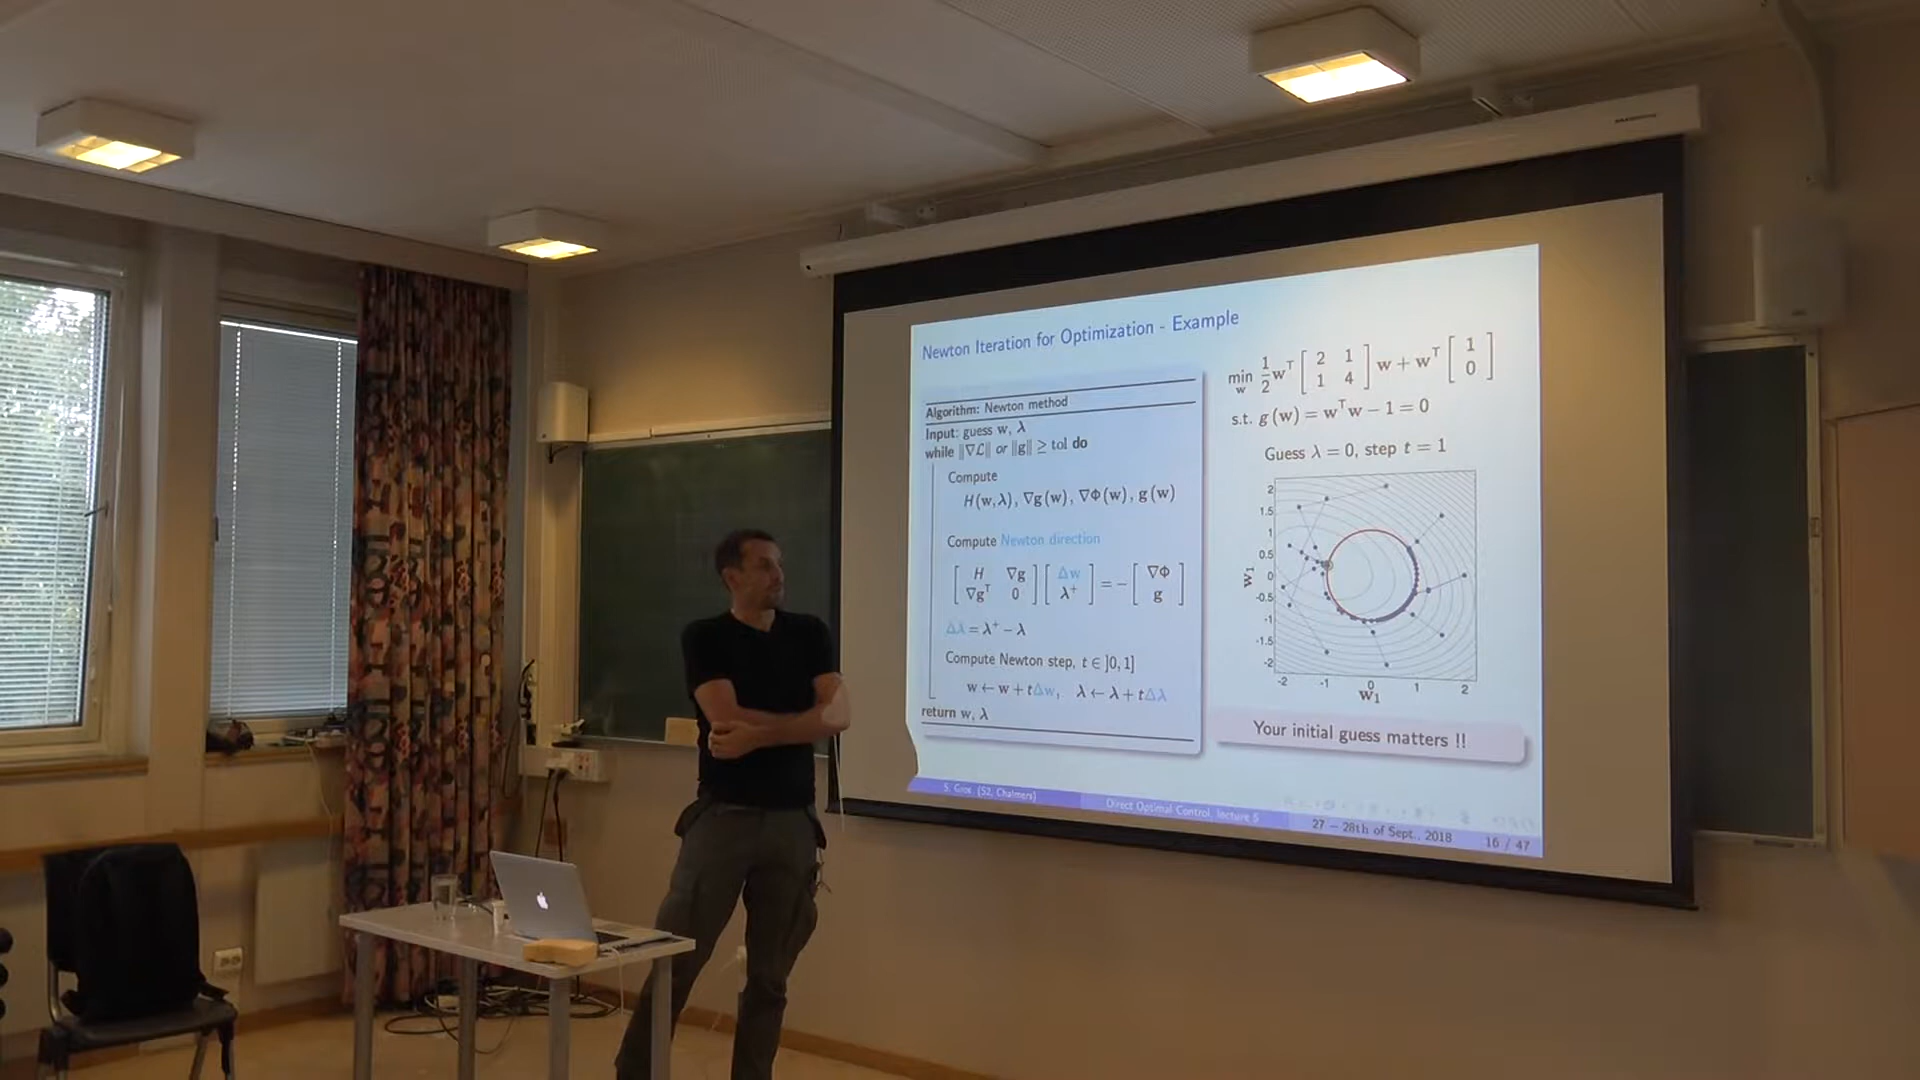 Newton Iteration for Optimization - Example
Algorithm: Newton method
Input: guess w, λ
while ‖∇ℒ‖ or ‖g‖ ≥ tol do
Compute
H(w,λ), ∇g(w), ∇Φ(w), g(w)
Compute Newton direction
[ H ∇g ; ∇gᵀ 0 ] [ Δw ; λ⁺ ] = − [ ∇Φ ; g ]
Δλ = λ⁺ − λ
Compute Newton step, t ∈ ]0, 1]
w ← w + tΔw, λ ← λ + tΔλ
return w, λ
min w 1/2 wᵀ [ 2 1 ; 1 4 ] w + wᵀ [ 1 ; 0 ]
s.t. g(w) = wᵀw − 1 = 0
Guess λ = 0, step t = 1
2
1.5
1
0.5
0
-0.5
-1
-1.5
-2
w₁
-2 -1 0 1 2
w₁
Your initial guess matters !!
S. Gros (S2, Chalmers)
Direct Optimal Control, lecture 5
27 – 28th of Sept., 2018
16 / 47